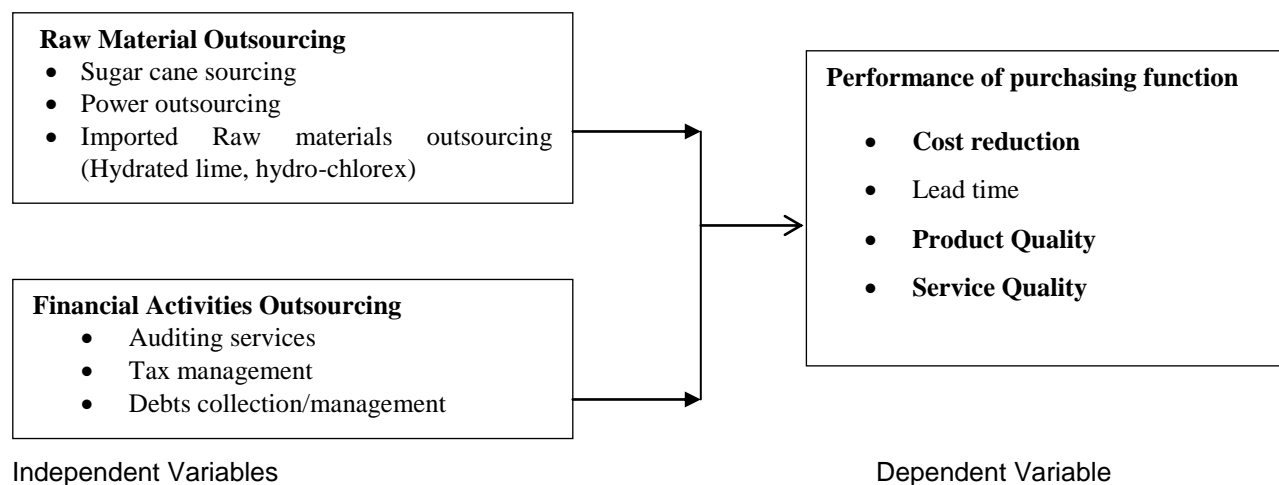 Raw Material Outsourcing
• Sugar cane sourcing
• Power outsourcing
• Imported Raw materials outsourcing
(Hydrated lime, hydro-chlorex)
Financial Activities Outsourcing
• Auditing services
• Tax management
• Debts collection/management
Independent Variables
Performance of purchasing function
• Cost reduction
• Lead time
• Product Quality
• Service Quality
Dependent Variable